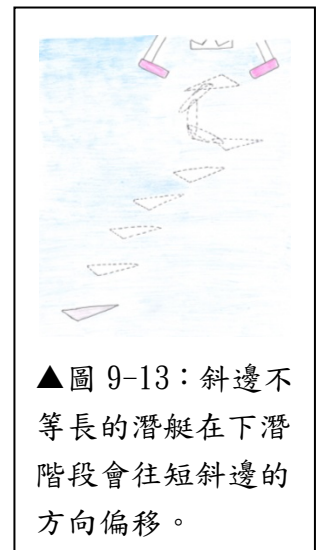 ▲圖 9-13：斜邊不
等長的潛艇在下潛
階段會往短斜邊的
方向偏移。